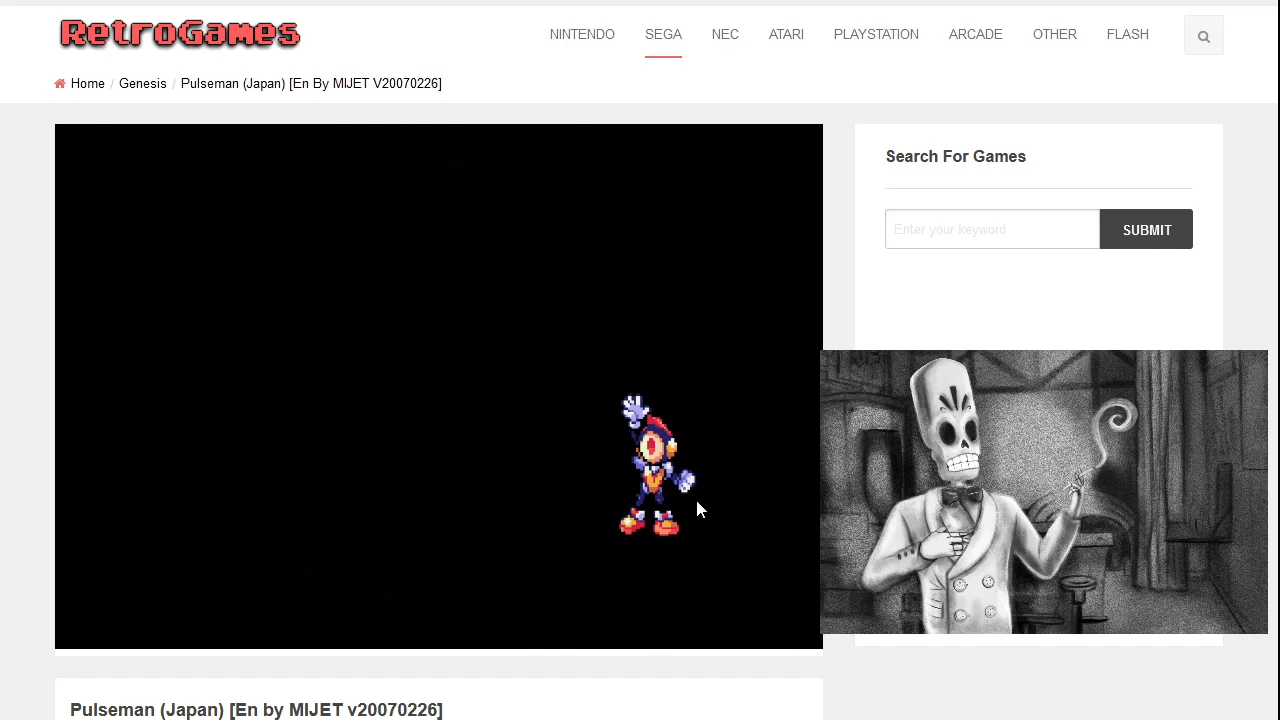 RetroGames
NINTENDO SEGA NEC ATARI PLAYSTATION ARCADE OTHER FLASH
Home / Genesis / Pulseman (Japan) [En By MIJET V20070226]
Search For Games
Enter your keyword
SUBMIT
Pulseman (Japan) [En by MIJET v20070226]